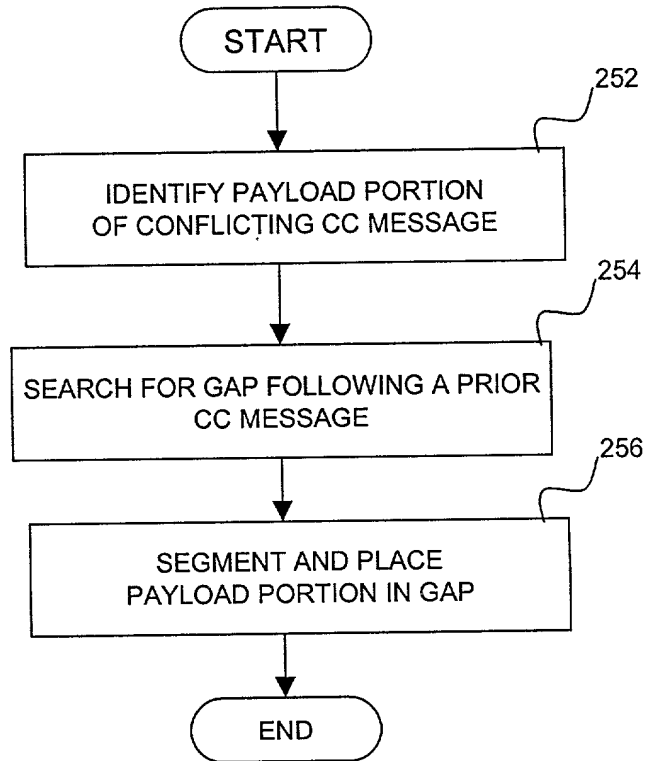 START
252
IDENTIFY PAYLOAD PORTION
OF CONFLICTING CC MESSAGE
254
SEARCH FOR GAP FOLLOWING A PRIOR
CC MESSAGE
256
SEGMENT AND PLACE
PAYLOAD PORTION IN GAP
END